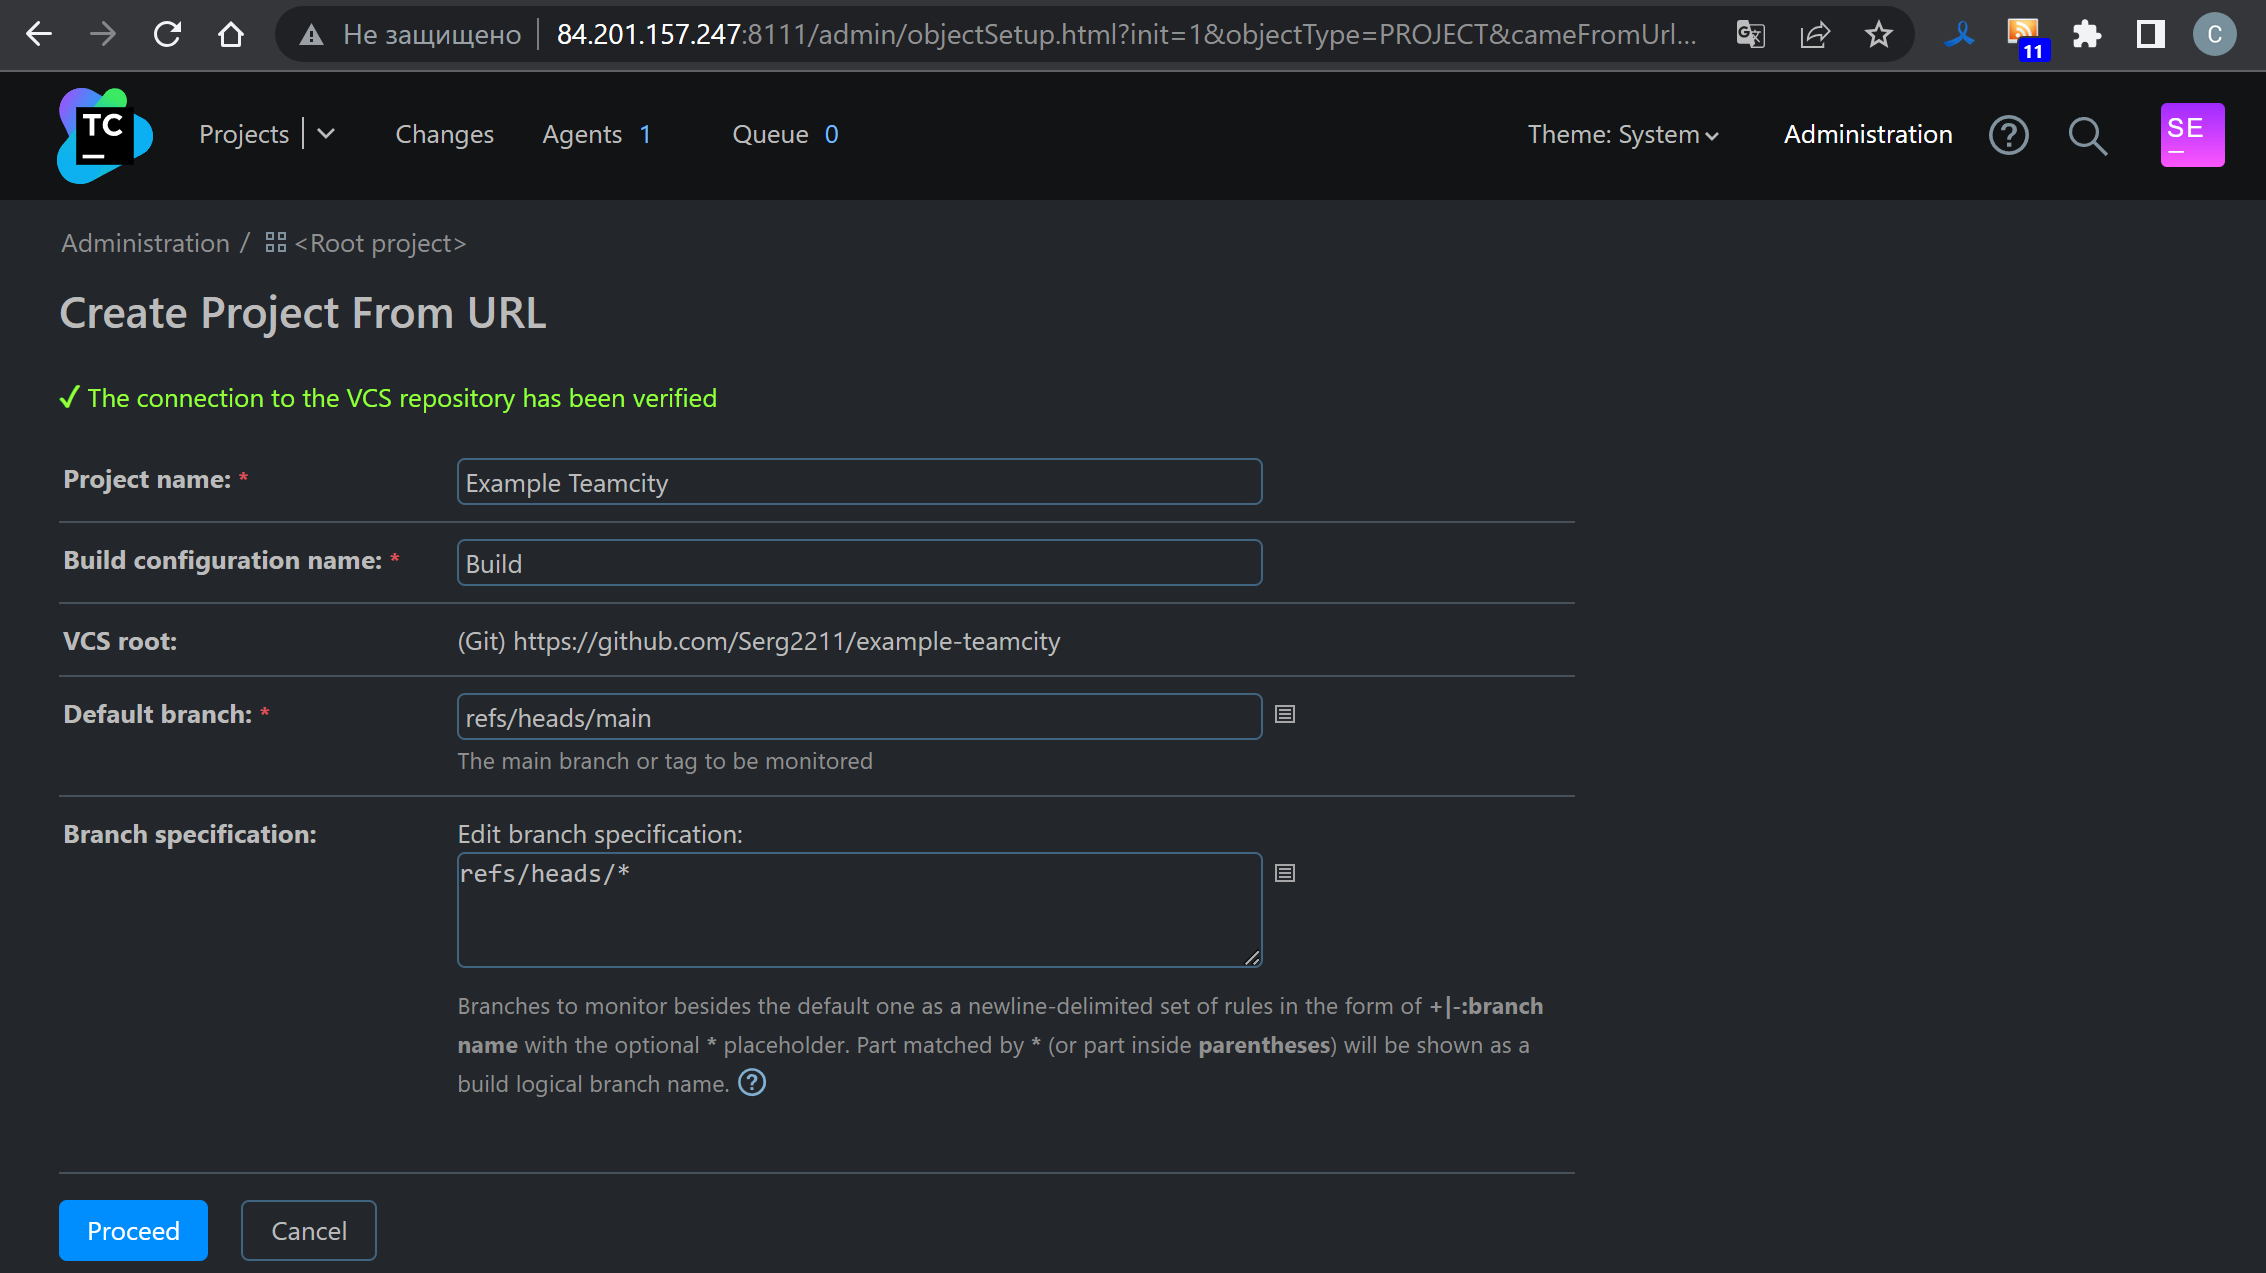 Не защищено 84.201.157.247:8111/admin/objectSetup.html?init=1&objectType=PROJECT&cameFromUrl...
11
C
TC
Projects Changes Agents 1 Queue 0 Theme: System Administration
SE
Administration / <Root project>
Create Project From URL
The connection to the VCS repository has been verified
Project name: * Example Teamcity
Build configuration name: * Build
VCS root: (Git) https://github.com/Serg2211/example-teamcity
Default branch: * refs/heads/main
The main branch or tag to be monitored
Branch specification: Edit branch specification:
refs/heads/*
Branches to monitor besides the default one as a newline-delimited set of rules in the form of +|-:branch
name with the optional * placeholder. Part matched by * (or part inside parentheses) will be shown as a
build logical branch name. ?
Proceed Cancel